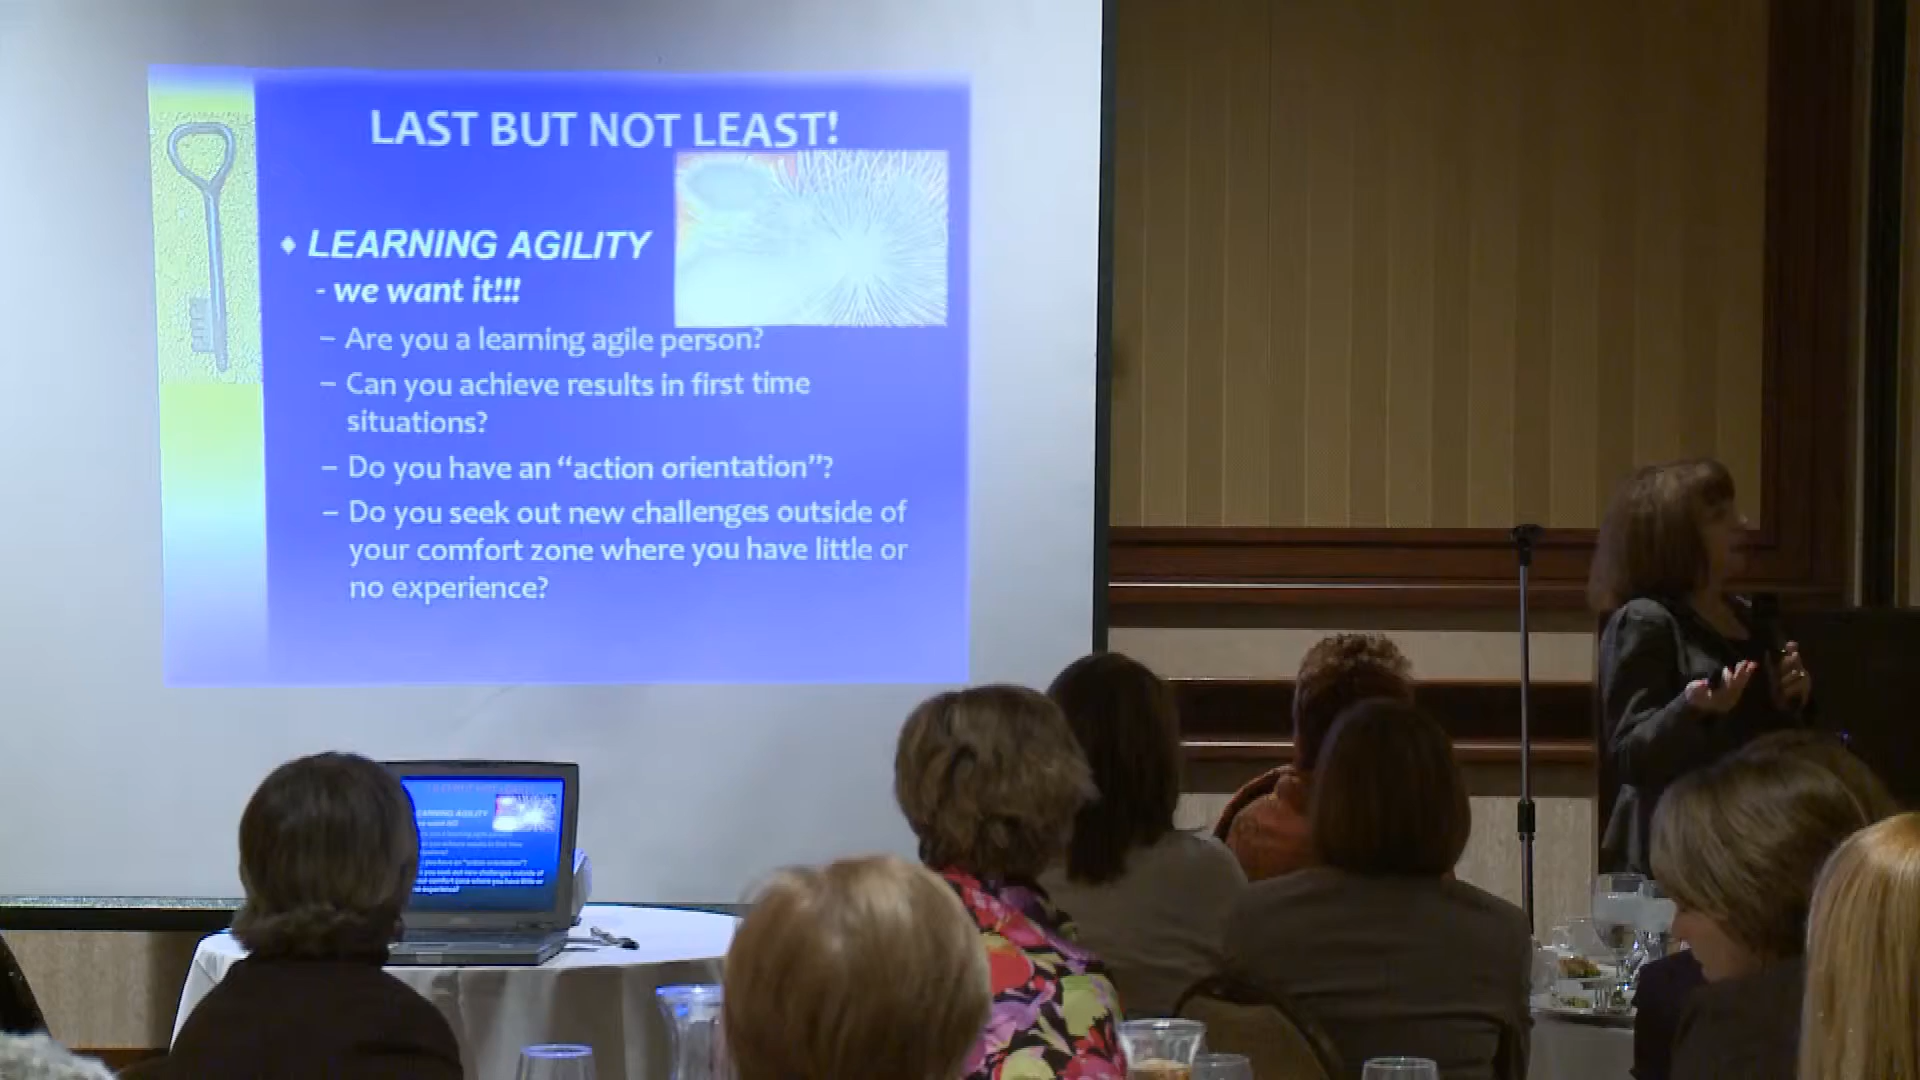 LAST BUT NOT LEAST!
♦ LEARNING AGILITY
- we want it!!!
– Are you a learning agile person?
– Can you achieve results in first time
situations?
– Do you have an “action orientation”?
– Do you seek out new challenges outside of
your comfort zone where you have little or
no experience?